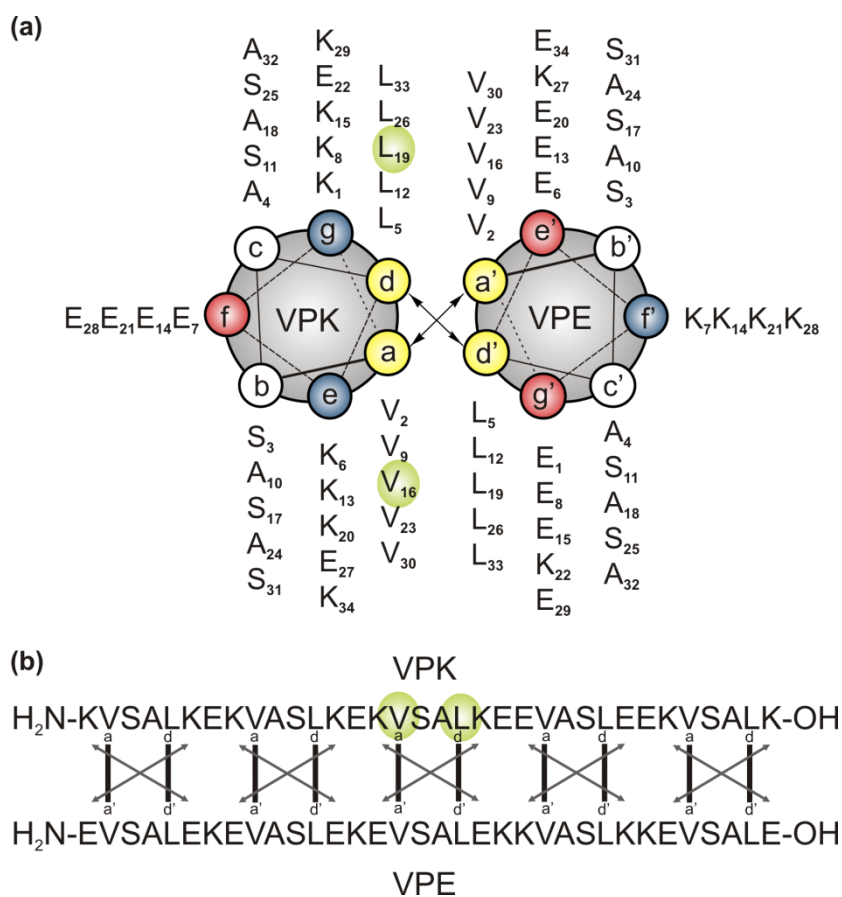 (a)
A₃₂ K₂₉ E₃₄ S₃₁
S₂₅ E₂₂ L₃₃ V₃₀ K₂₇ A₂₄
A₁₈ K₁₅ L₂₆ V₂₃ E₂₀ S₁₇
S₁₁ K₈ L₁₉ V₁₆ E₁₃ A₁₀
A₄ K₁ L₁₂ V₉ E₆ S₃
L₅ V₂
g e’
c b’
d a’
E₂₈E₂₁E₁₄E₇ f VPK VPE f’ K₇K₁₄K₂₁K₂₈
a d’
b c’
e g’
S₃ V₂ L₅ A₄
A₁₀ K₆ V₉ L₁₂ E₁ S₁₁
S₁₇ K₁₃ V₁₆ L₁₉ E₈ A₁₈
A₂₄ K₂₀ V₂₃ L₂₆ E₁₅ S₂₅
S₃₁ E₂₇ V₃₀ L₃₃ K₂₂ A₃₂
K₃₄ E₂₉
(b)
VPK
H₂N-KVSALKEKVASLKEKVSALKEEVASLEEKVSALK-OH
a d a d a d a d a d
a’ d’ a’ d’ a’ d’ a’ d’ a’ d’
H₂N-EVSALEKEVASLEKEVSALEKKVASLKKEVSALE-OH
VPE